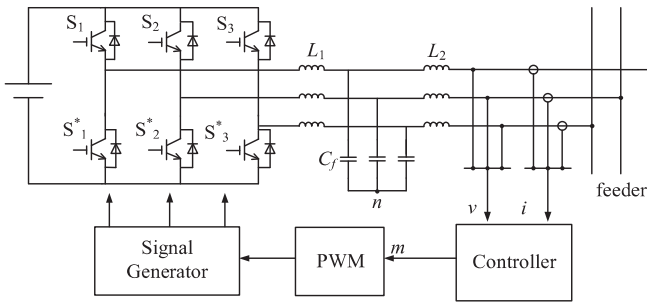 S1 S2 S3
L1 L2
S*1 S*2 S*3
Cf
n
v i
feeder
Signal
Generator
PWM
m
Controller